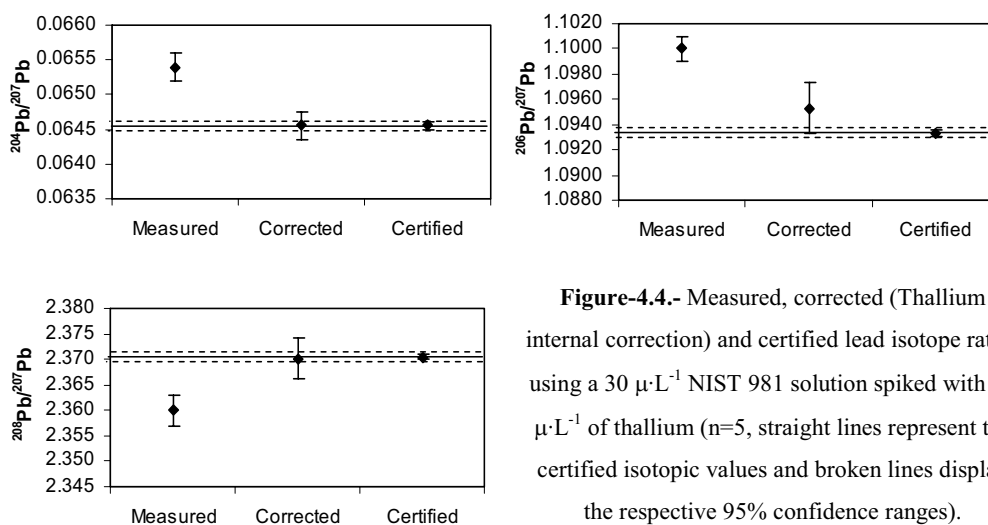 ²⁰⁴Pb/²⁰⁷Pb
0.0660
0.0655
0.0650
0.0645
0.0640
0.0635
Measured Corrected Certified
²⁰⁶Pb/²⁰⁷Pb
1.1020
1.1000
1.0980
1.0960
1.0940
1.0920
1.0900
1.0880
Measured Corrected Certified
²⁰⁸Pb/²⁰⁷Pb
2.380
2.375
2.370
2.365
2.360
2.355
2.350
2.345
Measured Corrected Certified
Figure-4.4.- Measured, corrected (Thallium
internal correction) and certified lead isotope rat
using a 30 µ·L⁻¹ NIST 981 solution spiked with
µ·L⁻¹ of thallium (n=5, straight lines represent t
certified isotopic values and broken lines displa
the respective 95% confidence ranges).